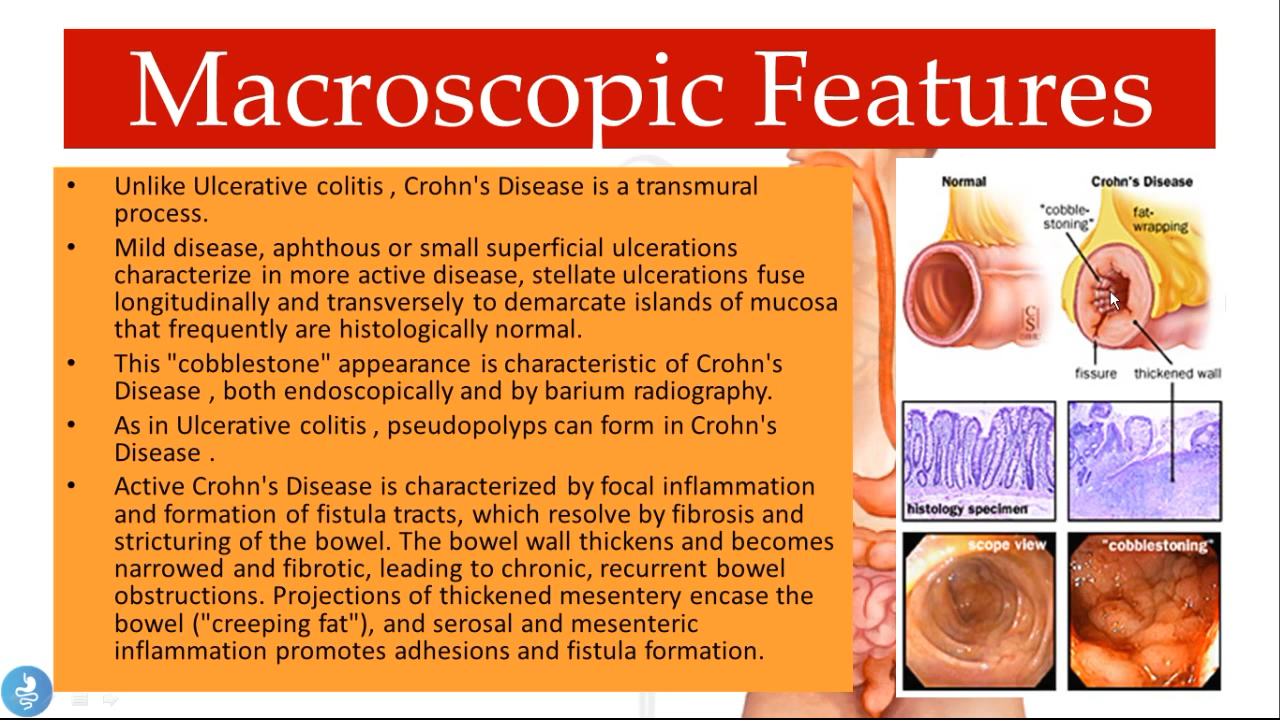 Macroscopic Features
• Unlike Ulcerative colitis , Crohn's Disease is a transmural
process.
• Mild disease, aphthous or small superficial ulcerations
characterize in more active disease, stellate ulcerations fuse
longitudinally and transversely to demarcate islands of mucosa
that frequently are histologically normal.
• This "cobblestone" appearance is characteristic of Crohn's
Disease , both endoscopically and by barium radiography.
• As in Ulcerative colitis , pseudopolyps can form in Crohn's
Disease .
• Active Crohn's Disease is characterized by focal inflammation
and formation of fistula tracts, which resolve by fibrosis and
stricturing of the bowel. The bowel wall thickens and becomes
narrowed and fibrotic, leading to chronic, recurrent bowel
obstructions. Projections of thickened mesentery encase the
bowel ("creeping fat"), and serosal and mesenteric
inflammation promotes adhesions and fistula formation.
Normal
Crohn's Disease
"cobble-
stoning"
fat-
wrapping
fissure
thickened wall
histology specimen
scope view
"cobblestoning"